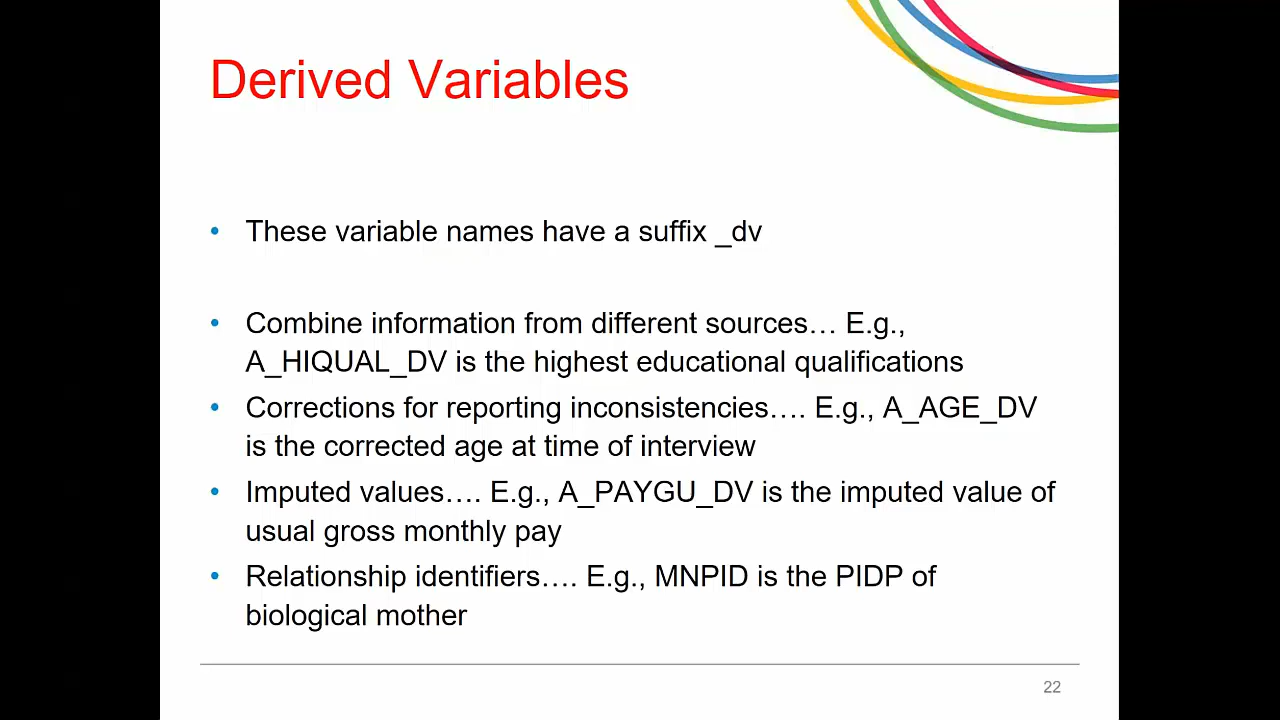 Derived Variables
• These variable names have a suffix _dv
• Combine information from different sources… E.g.,
A_HIQUAL_DV is the highest educational qualifications
• Corrections for reporting inconsistencies…. E.g., A_AGE_DV
is the corrected age at time of interview
• Imputed values…. E.g., A_PAYGU_DV is the imputed value of
usual gross monthly pay
• Relationship identifiers…. E.g., MNPID is the PIDP of
biological mother
22